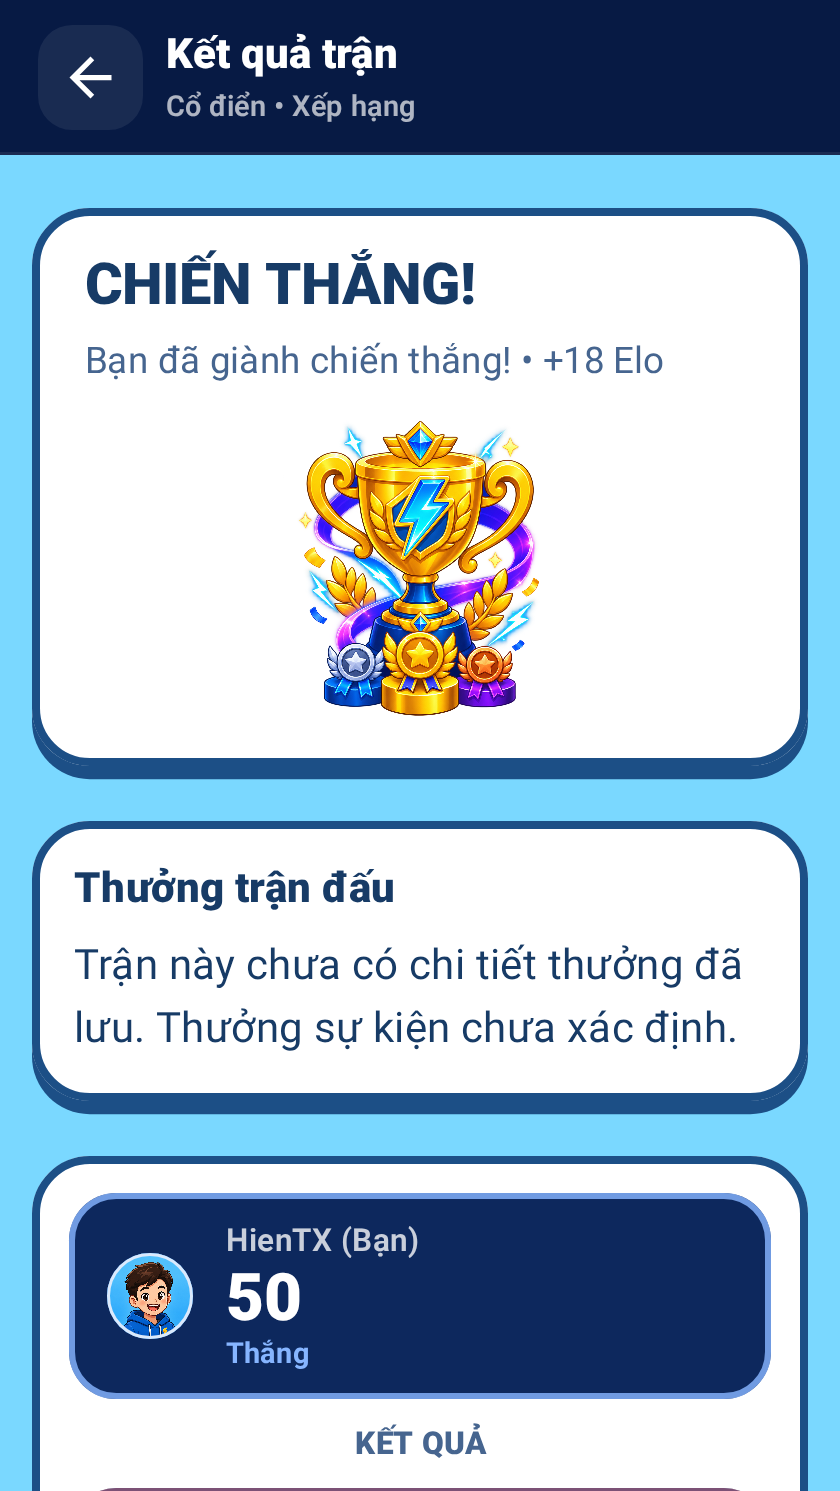 Kết quả trận
Cổ điển • Xếp hạng
CHIẾN THẮNG!
Bạn đã giành chiến thắng! • +18 Elo
Thưởng trận đấu
Trận này chưa có chi tiết thưởng đã
lưu. Thưởng sự kiện chưa xác định.
HienTX (Bạn)
50
Thắng
KẾT QUẢ